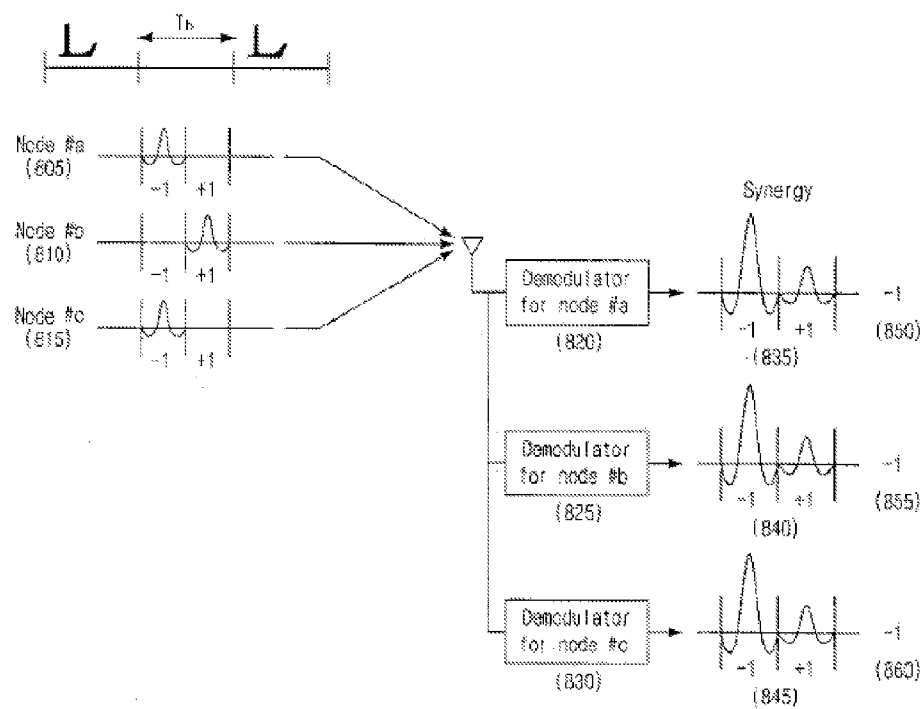 L
Tb
L
Node #a
(805)
-1 +1
Node #b
(810)
-1 +1
Node #c
(815)
-1 +1
Synergy
Demodulator
for node #a
(820)
-1 +1
(835)
-1
(850)
Demodulator
for node #b
(825)
-1 +1
(840)
-1
(855)
Demodulator
for node #c
(830)
-1 +1
(845)
-1
(860)